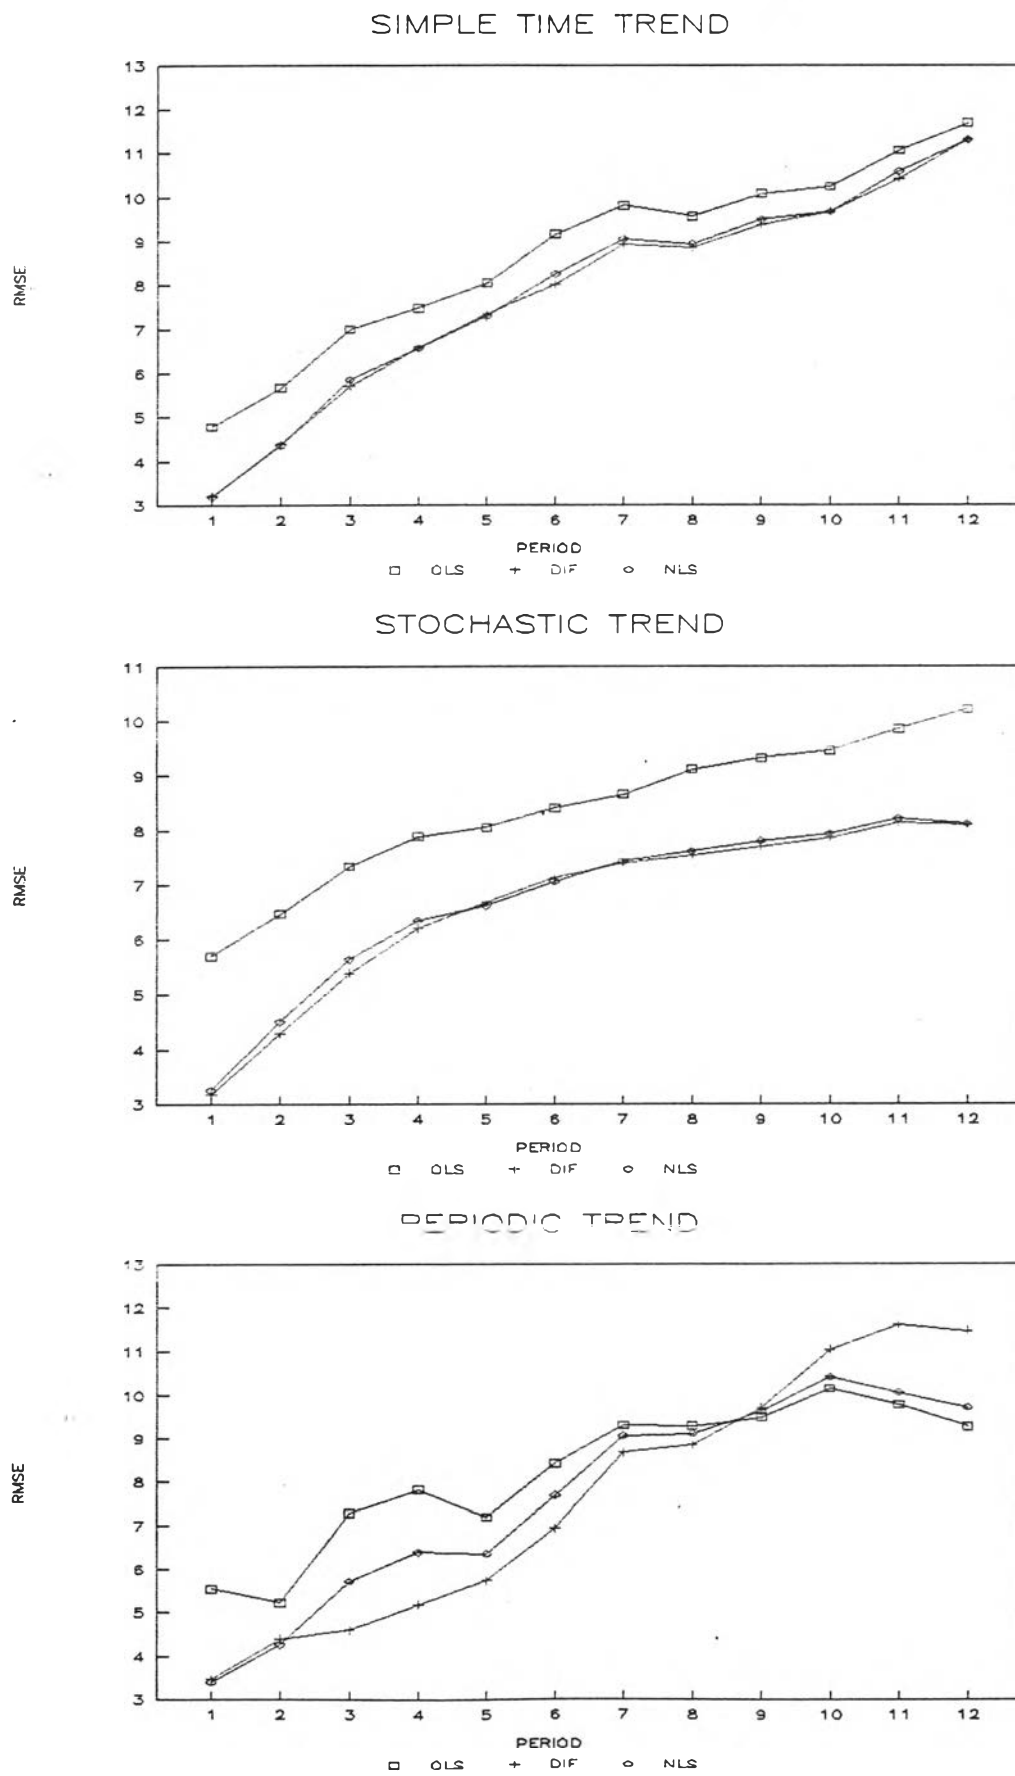 SIMPLE TIME TREND
13
12
11
10
9
8
7
6
5
4
3
RMSE
1 2 3 4 5 6 7 8 9 10 11 12
PERIOD
OLS DIF NLS
STOCHASTIC TREND
11
10
9
8
7
6
5
4
3
RMSE
1 2 3 4 5 6 7 8 9 10 11 12
PERIOD
OLS DIF NLS
PERIODIC TREND
13
12
11
10
9
8
7
6
5
4
3
RMSE
1 2 3 4 5 6 7 8 9 10 11 12
PERIOD
OLS DIF NLS